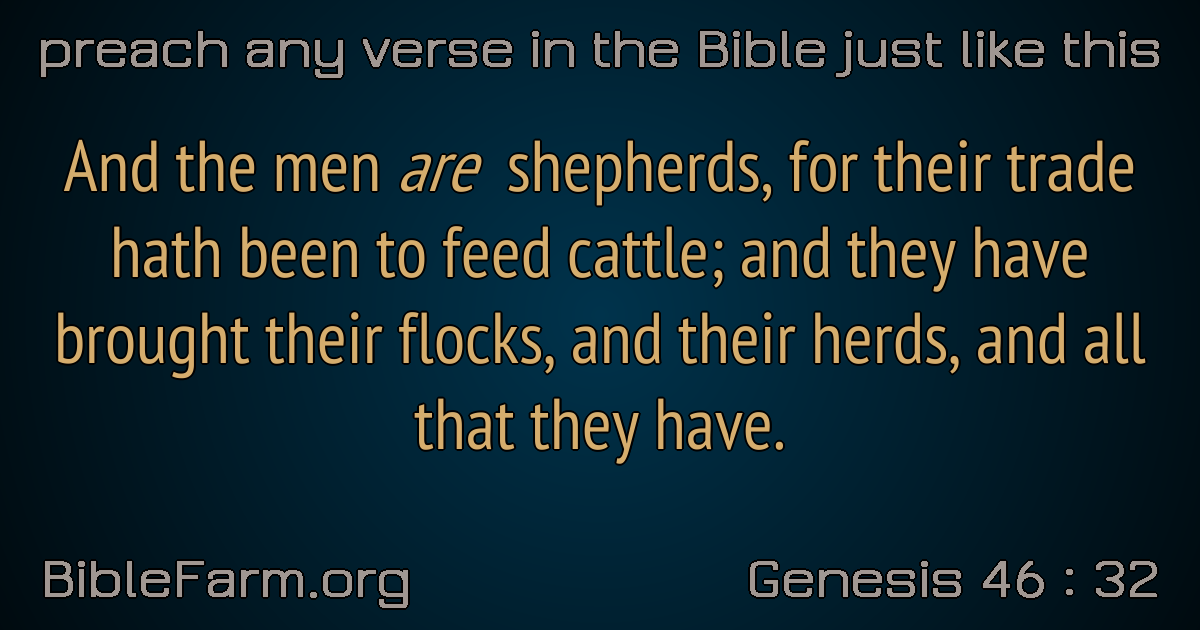 preach any verse in the Bible just like this
And the men are shepherds, for their trade
hath been to feed cattle; and they have
brought their flocks, and their herds, and all
that they have.
BibleFarm.org
Genesis 46 : 32